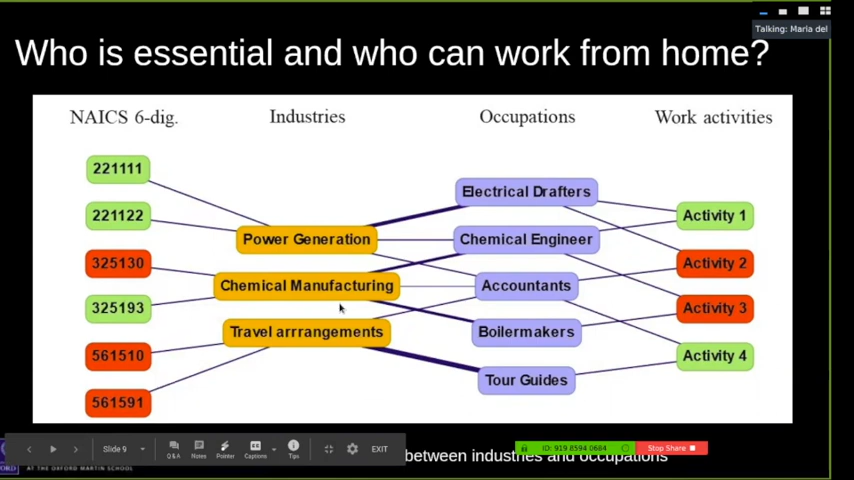 Talking: Maria del
Who is essential and who can work from home?
NAICS 6-dig. Industries Occupations Work activities
221111
221122
325130
325193
561510
561591
Power Generation
Chemical Manufacturing
Travel arrrangements
Electrical Drafters
Chemical Engineer
Accountants
Boilermakers
Tour Guides
Activity 1
Activity 2
Activity 3
Activity 4
Slide 9
Q&A
Notes
Pointer
Captions
Tips
EXIT
ID: 919 8594 0684
Stop Share
between industries and occupations
AT THE OXFORD MARTIN SCHOOL